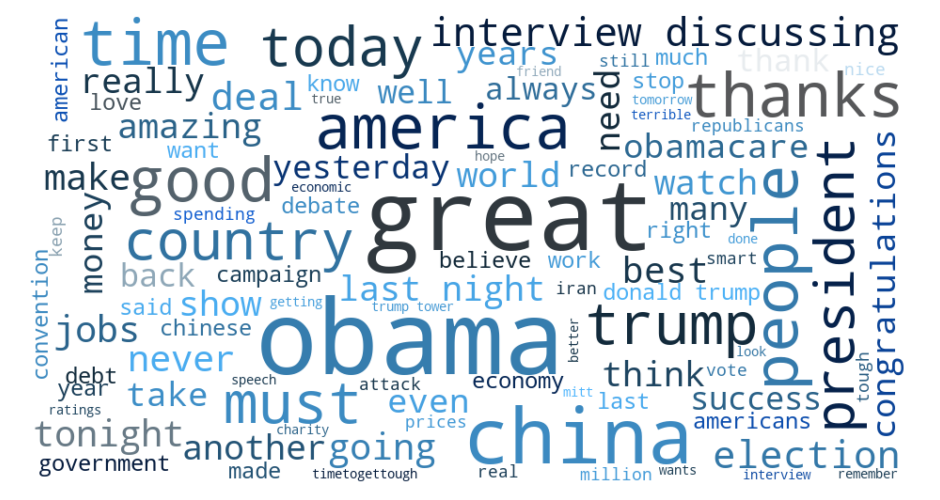 american
time
today
interview discussing
years
still
much
thank
nice
friend
really
love
know
true
deal
well
always
need
stop
tomorrow
terrible
thanks
first
amazing
want
america
republicans
obamacare
hope
make
good
yesterday
economic
world
record
watch
people
president
congratulations
spending
debate
great
many
right
done
keep
money
country
back
campaign
believe
work
best
smart
convention
said
show
getting
last night
iran
donald trump
trump tower
jobs
chinese
obama
better
trump
look
tough
never
debt
year
take
speech
attack
economy
mitt
think
vote
ratings
must
even
last
success
charity
prices
americans
tonight
another
going
china
election
government
made
timetogettough
real
million
wants
interview
remember